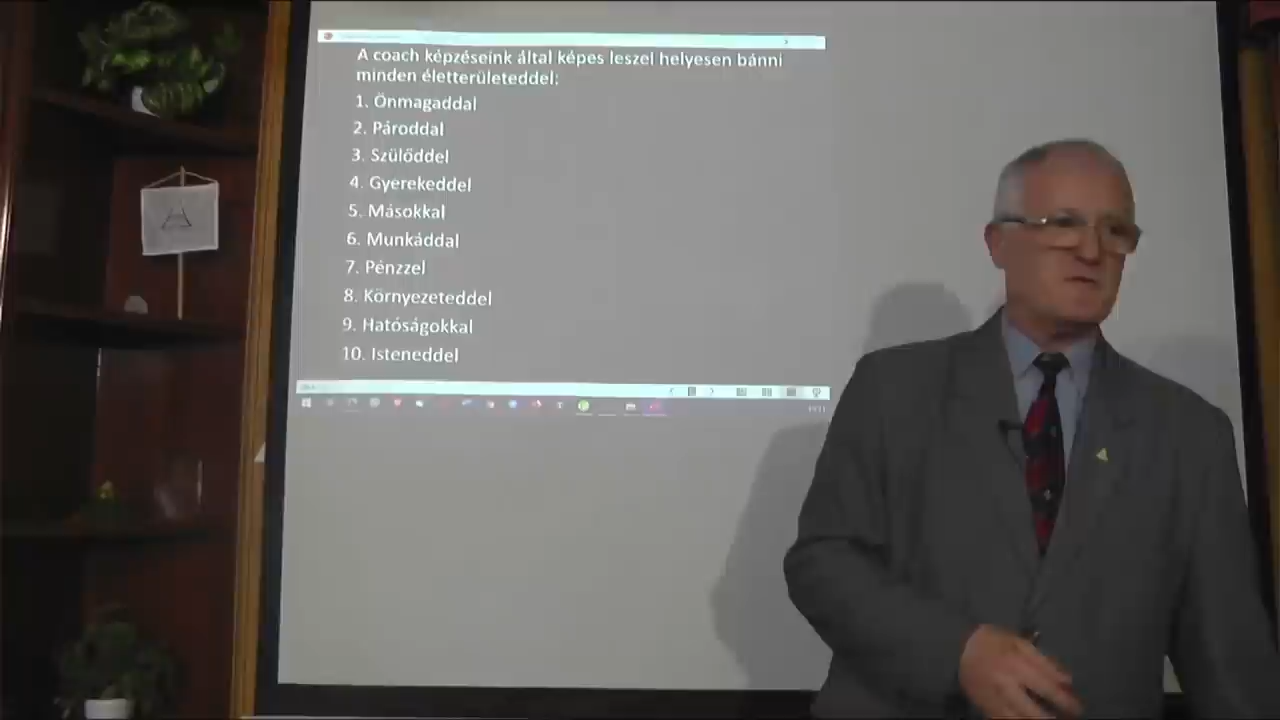 A coach képzéseink által képes leszel helyesen bánni
minden életterületeddel:
1. Önmagaddal
2. Pároddal
3. Szülőddel
4. Gyerekeddel
5. Másokkal
6. Munkáddal
7. Pénzzel
8. Környezeteddel
9. Hatóságokkal
10. Isteneddel